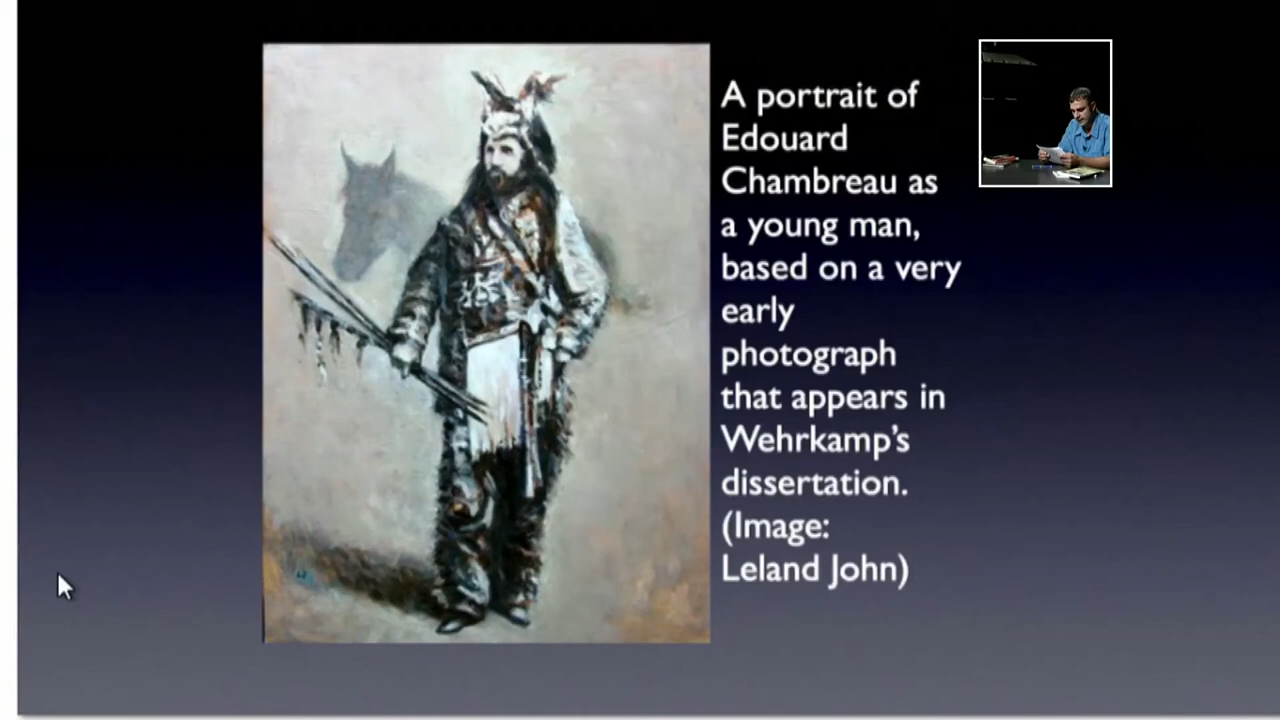 A portrait of
Edouard
Chambreau as
a young man,
based on a very
early
photograph
that appears in
Wehrkamp’s
dissertation.
(Image:
Leland John)